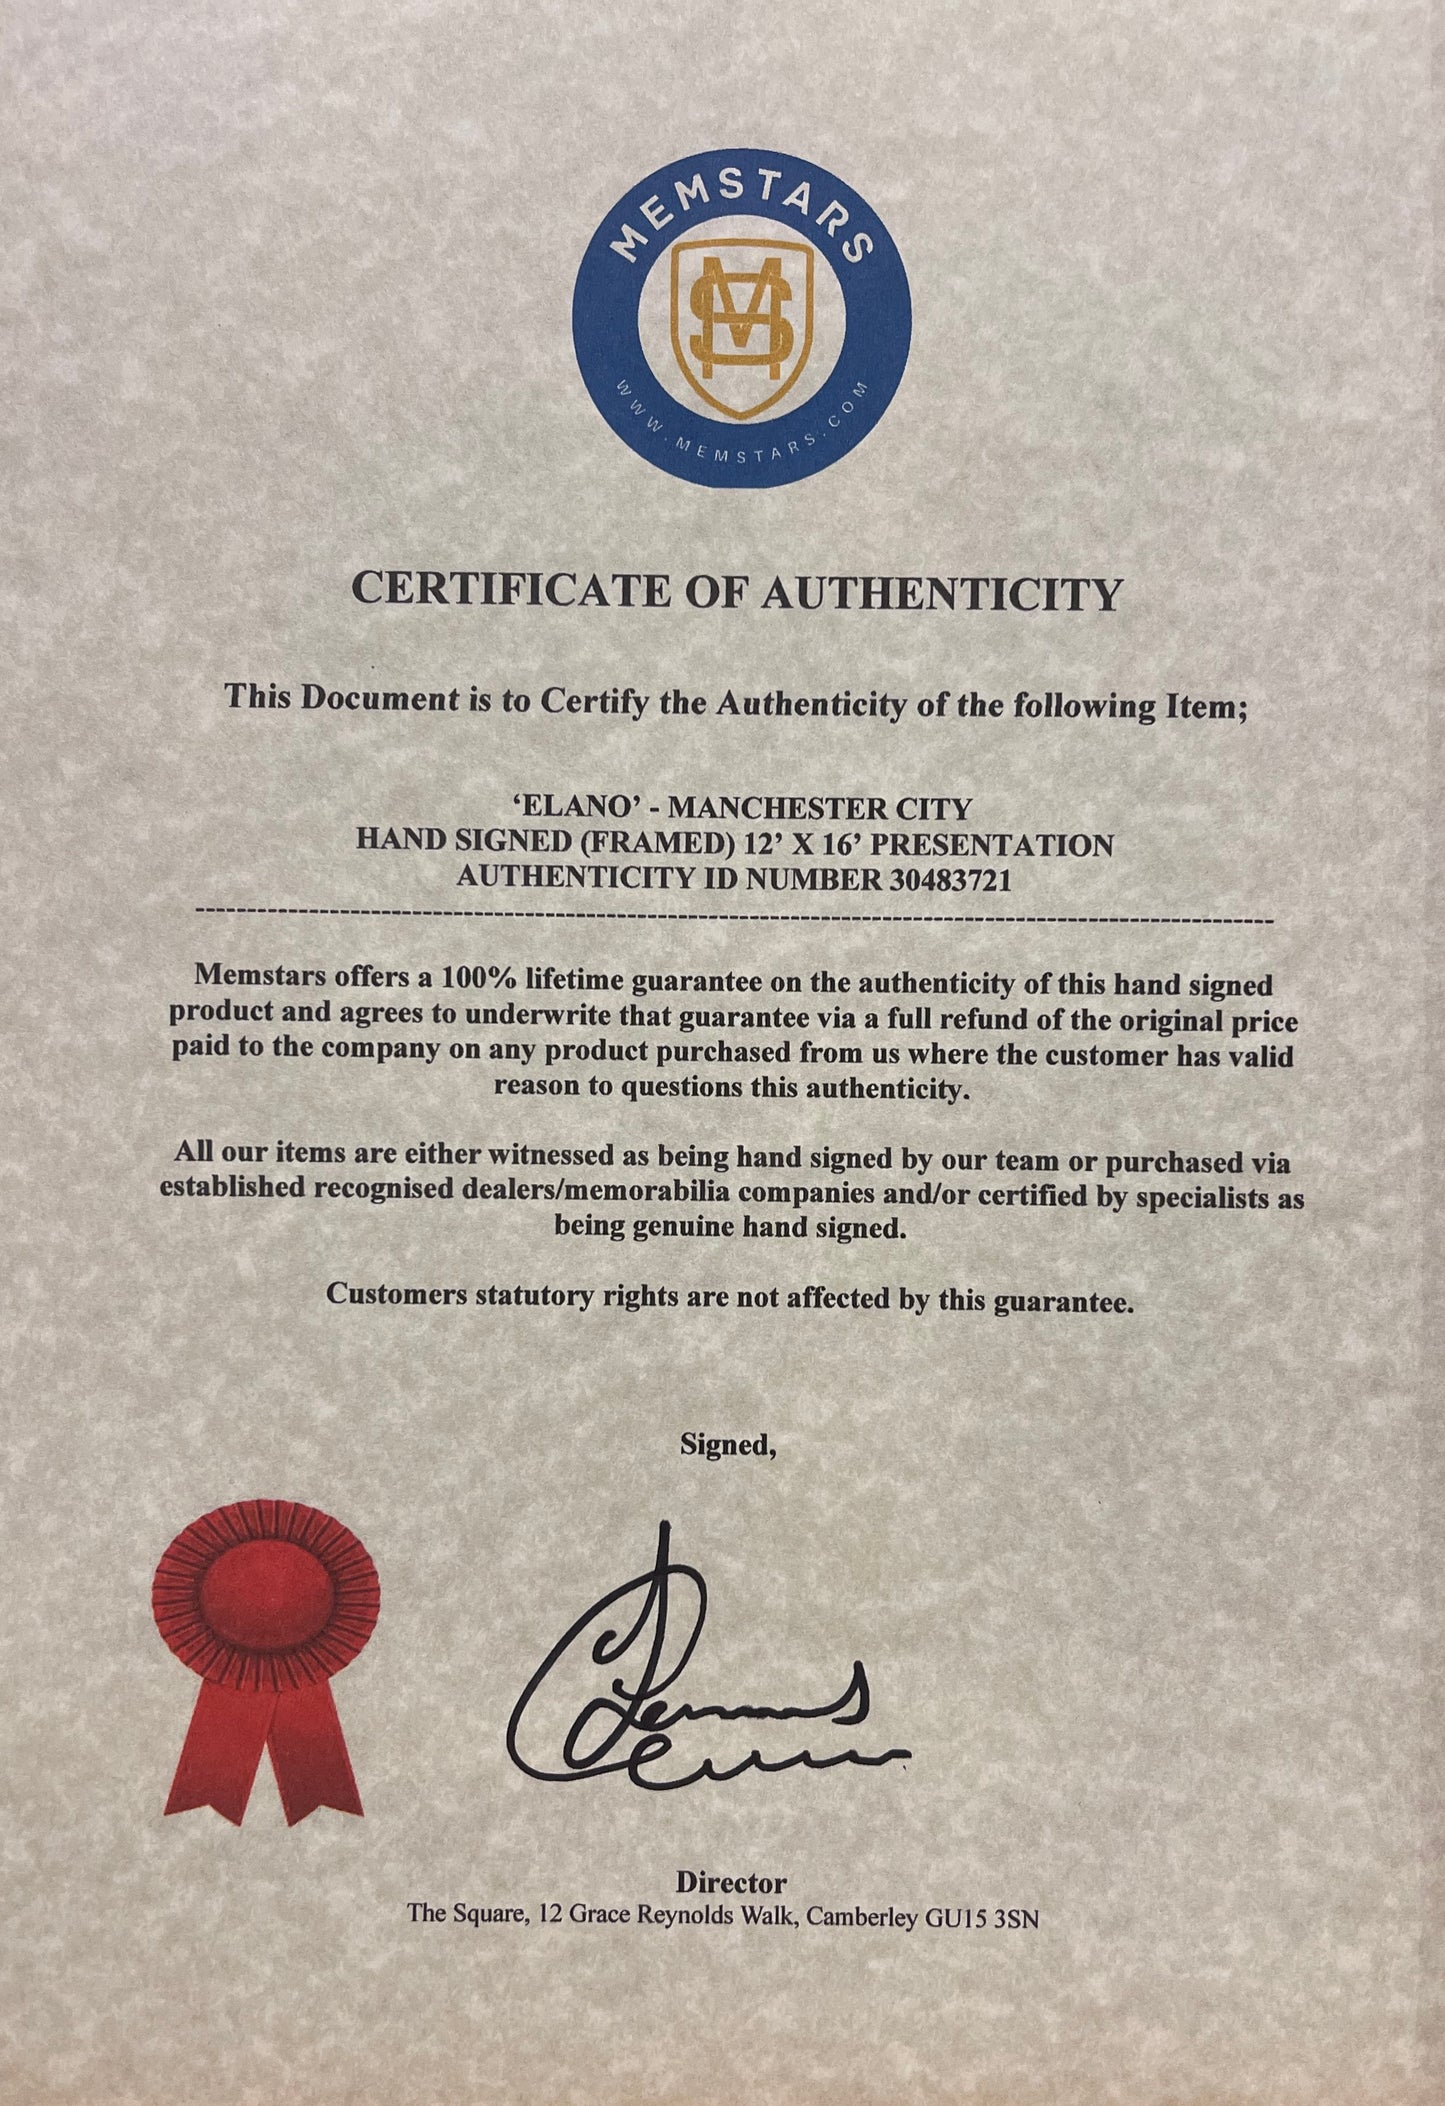 MEMSTARS
WWW.MEMSTARS.COM
CERTIFICATE OF AUTHENTICITY
This Document is to Certify the Authenticity of the following Item;
‘ELANO’ - MANCHESTER CITY
HAND SIGNED (FRAMED) 12’ X 16’ PRESENTATION
AUTHENTICITY ID NUMBER 30483721
Memstars offers a 100% lifetime guarantee on the authenticity of this hand signed
product and agrees to underwrite that guarantee via a full refund of the original price
paid to the company on any product purchased from us where the customer has valid
reason to questions this authenticity.
All our items are either witnessed as being hand signed by our team or purchased via
established recognised dealers/memorabilia companies and/or certified by specialists as
being genuine hand signed.
Customers statutory rights are not affected by this guarantee.
Signed,
Director
The Square, 12 Grace Reynolds Walk, Camberley GU15 3SN